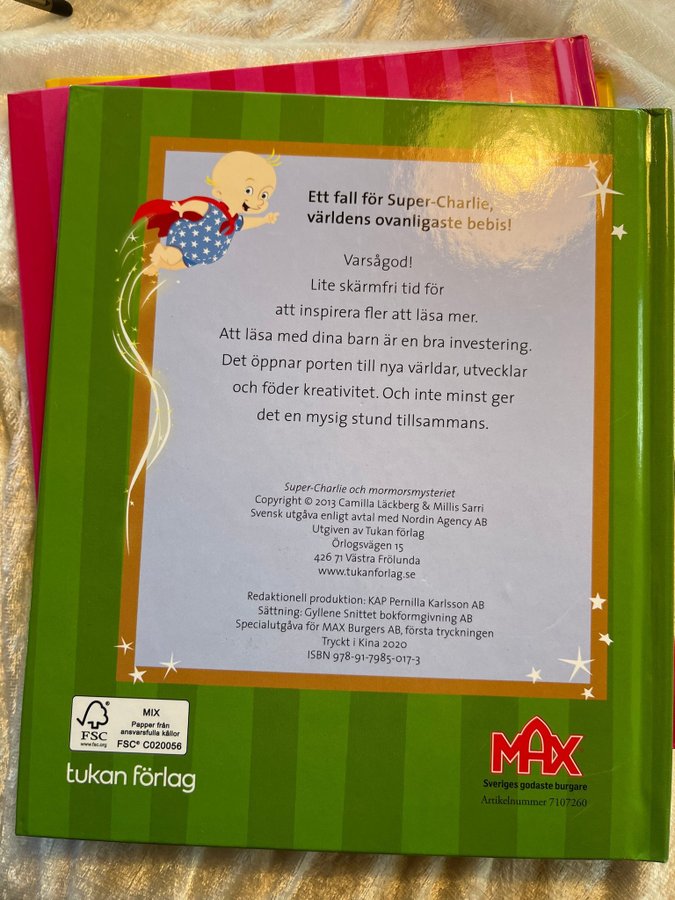 Ett fall för Super-Charlie,
världens ovanligaste bebis!
Varsågod!
Lite skärmfri tid för
att inspirera fler att läsa mer.
Att läsa med dina barn är en bra investering.
Det öppnar porten till nya världar, utvecklar
och föder kreativitet. Och inte minst ger
det en mysig stund tillsammans.
Super-Charlie och mormorsmysteriet
Copyright © 2013 Camilla Läckberg & Millis Sarri
Svensk utgåva enligt avtal med Nordin Agency AB
Utgiven av Tukan förlag
Örlogsvägen 15
426 71 Västra Frölunda
www.tukanforlag.se
Redaktionell produktion: KAP Pernilla Karlsson AB
Sättning: Gyllene Snittet bokformgivning AB
Specialutgåva för MAX Burgers AB, första tryckningen
Tryckt i Kina 2020
ISBN 978-91-7985-017-3
FSC
www.fsc.org
MIX
Papper från
ansvarsfulla källor
FSC® C020056
tukan förlag
MAX
Sveriges godaste burgare
Artikelnummer 7107260